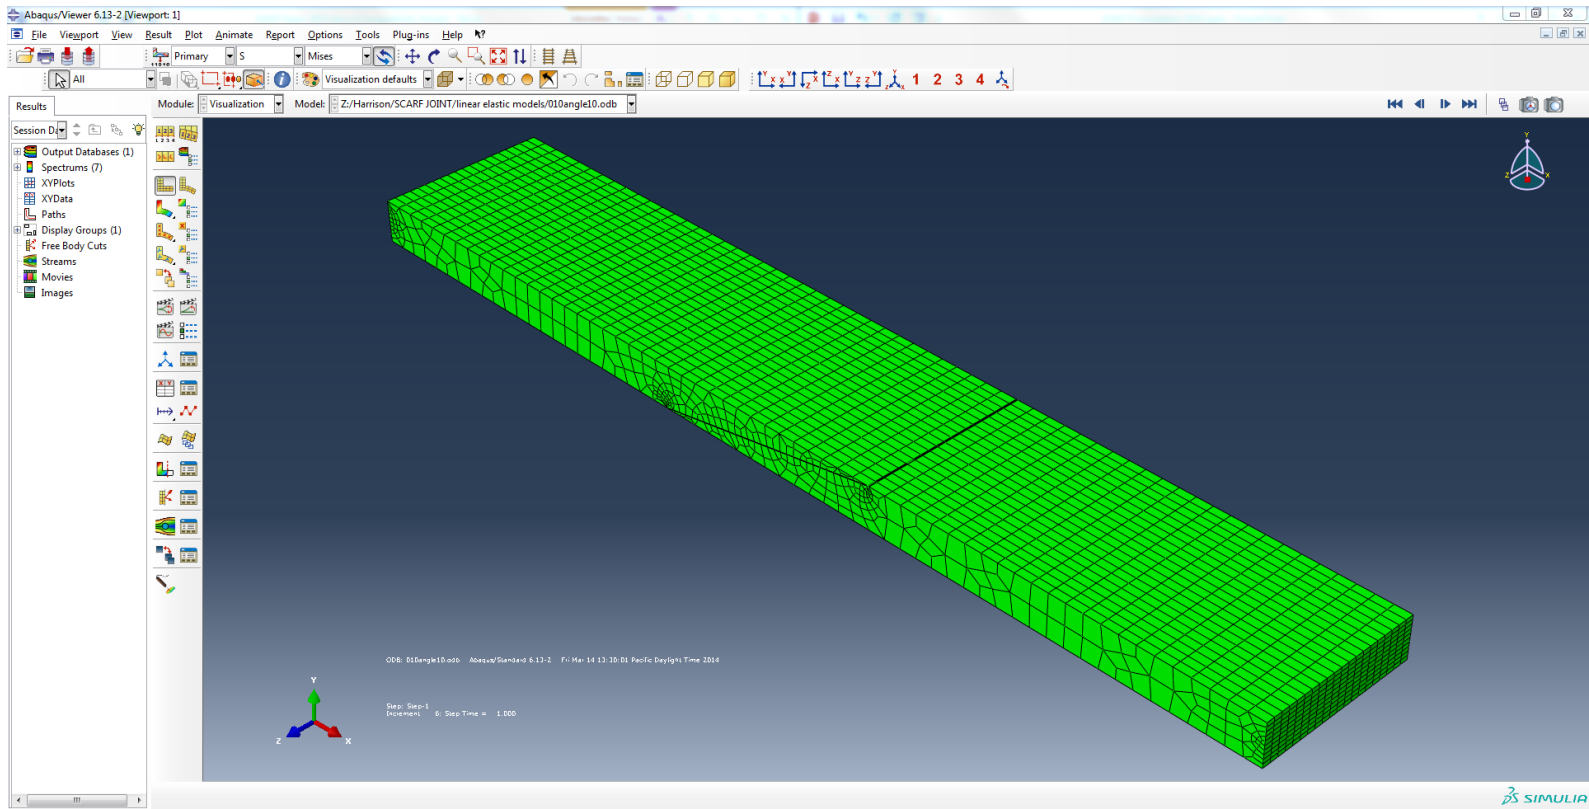 Abaqus/Viewer 6.13-2 [Viewport: 1]
File Viewport View Result Plot Animate Report Options Tools Plug-ins Help
Primary S Mises
All Visualization defaults 1 2 3 4
Results Module: Visualization Model: Z:/Harrison/SCARF JOINT/linear elastic models/010angle10.odb
Session Da
Output Databases (1)
Spectrums (7)
XYPlots
XYData
Paths
Display Groups (1)
Free Body Cuts
Streams
Movies
Images
Y
Z X
ODB: 010angle10.odb Abaqus/Standard 6.13-2 Fri Mar 14 13:30:01 Pacific Daylight Time 2014
Step: Step-1
Increment 6: Step Time = 1.000
Y
Z X
SIMULIA